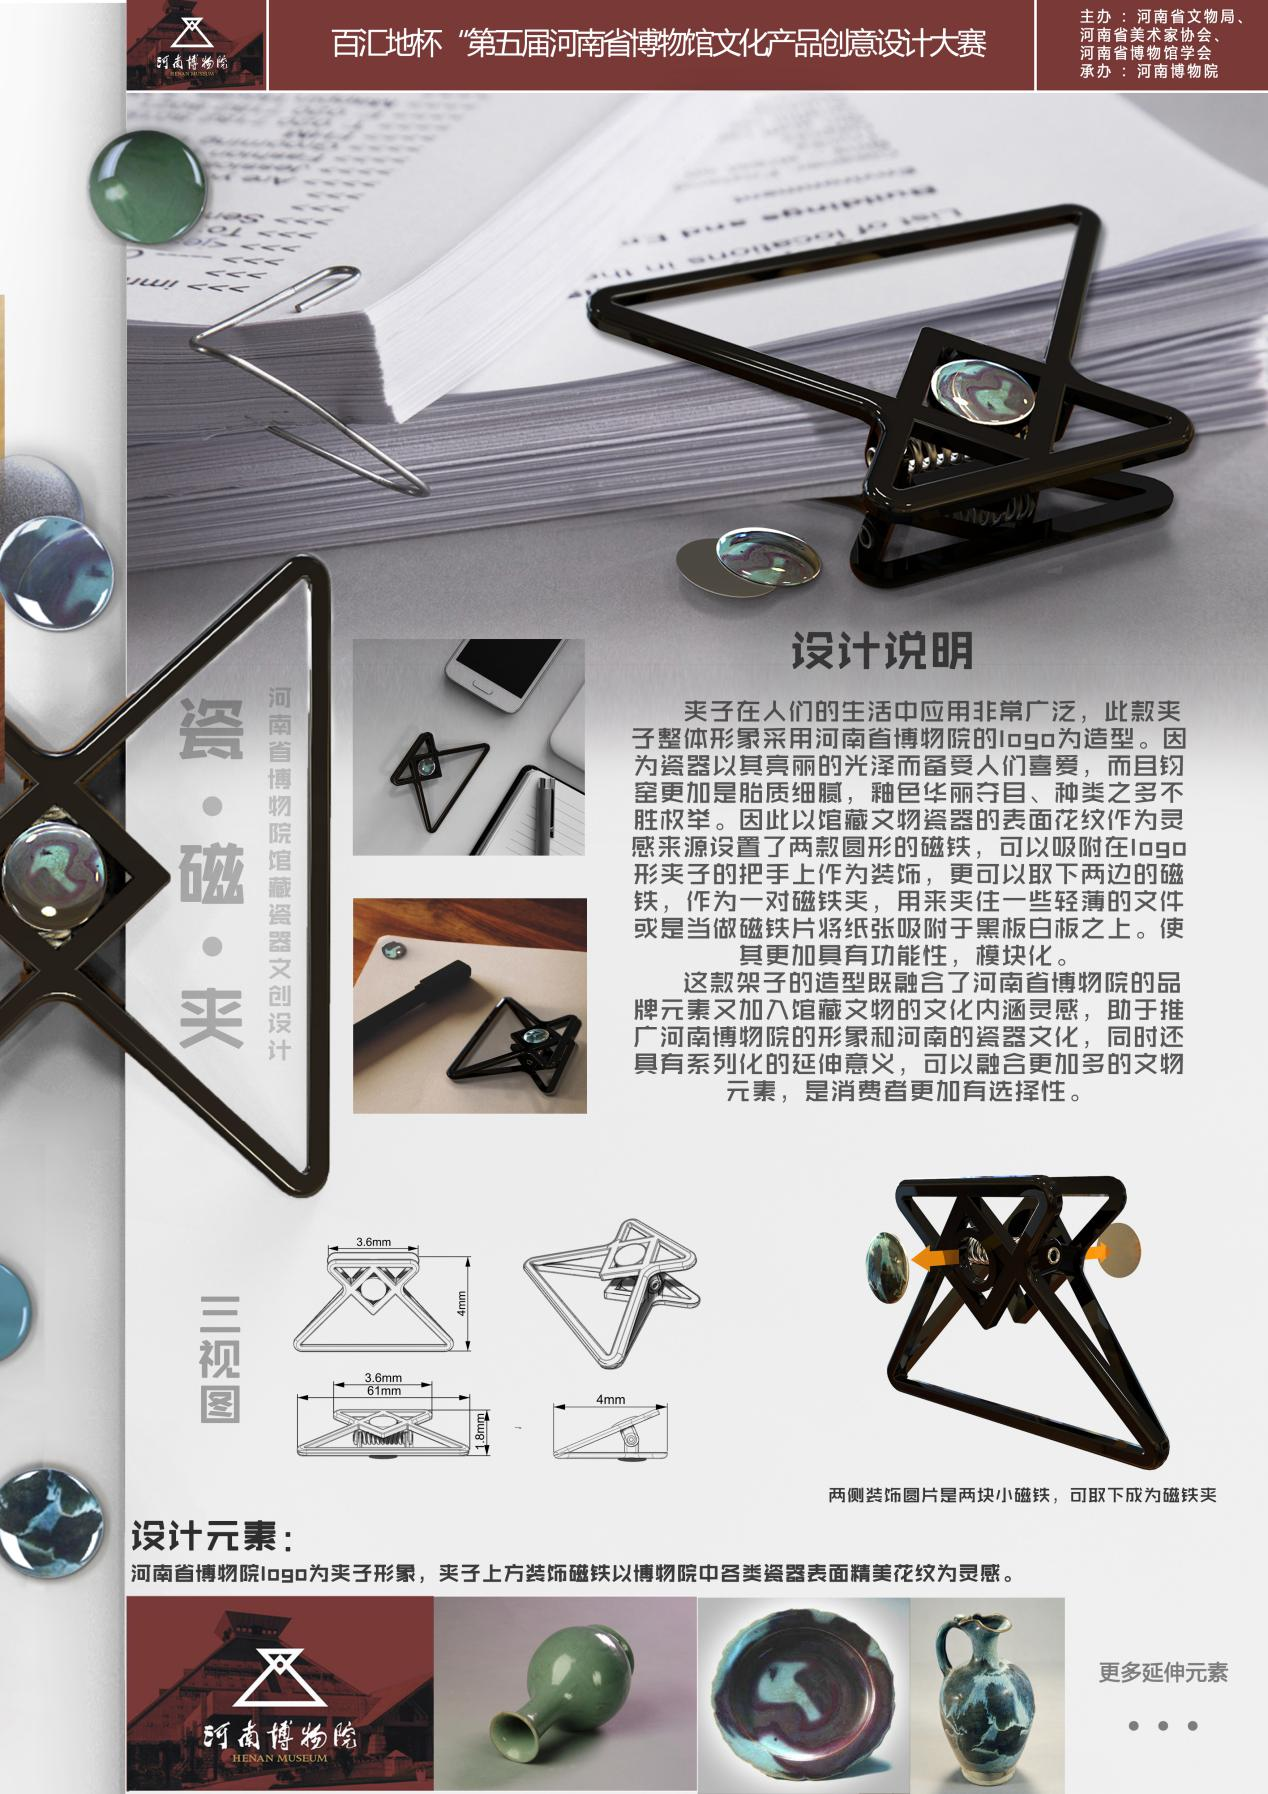 河南博物院
HENAN MUSEUM
百汇地杯“第五届河南省博物馆文化产品创意设计大赛
主办：河南省文物局、
河南省美术家协会、
河南省博物馆学会
承办：河南博物院
List of locations in the
Buildings and En
Environment
设计说明
夹子在人们的生活中应用非常广泛，此款夹
子整体形象采用河南省博物院的logo为造型。因
为瓷器以其亮丽的光泽而备受人们喜爱，而且钧
窑更加是胎质细腻，釉色华丽夺目、种类之多不
胜枚举。因此以馆藏文物瓷器的表面花纹作为灵
感来源设置了两款圆形的磁铁，可以吸附在logo
形夹子的把手上作为装饰，更可以取下两边的磁
铁，作为一对磁铁夹，用来夹住一些轻薄的文件
或是当做磁铁片将纸张吸附于黑板白板之上。使
其更加具有功能性，模块化。
这款架子的造型既融合了河南省博物院的品
牌元素又加入馆藏文物的文化内涵灵感，助于推
广河南博物院的形象和河南的瓷器文化，同时还
具有系列化的延伸意义，可以融合更加多的文物
元素，是消费者更加有选择性。
瓷·磁·夹
河南省博物院馆藏瓷器文创设计
三视图
3.6mm
4mm
3.6mm
61mm
1.8mm
4mm
两侧装饰圆片是两块小磁铁，可取下成为磁铁夹
设计元素：
河南省博物院logo为夹子形象，夹子上方装饰磁铁以博物院中各类瓷器表面精美花纹为灵感。
河南博物院
HENAN MUSEUM
更多延伸元素